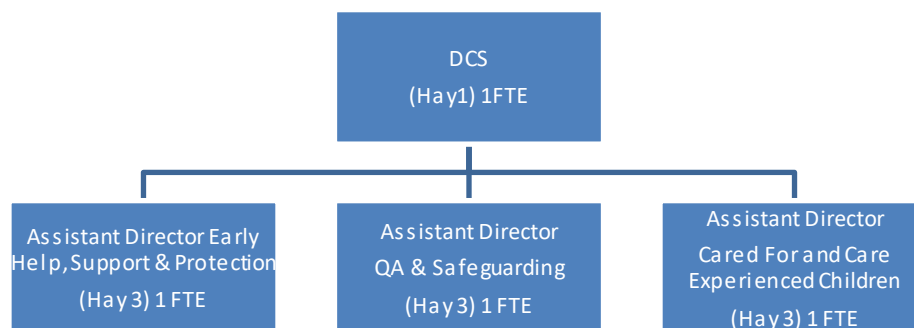 DCS
(Hay1) 1FTE
Assistant Director Early
Help, Support & Protection
(Hay 3) 1 FTE
Assistant Director
QA & Safeguarding
(Hay 3) 1 FTE
Assistant Director
Cared For and Care
Experienced Children
(Hay 3) 1 FTE